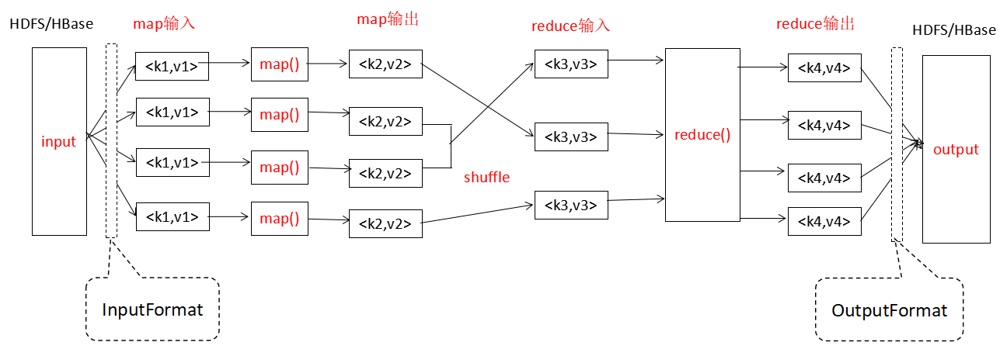 HDFS/HBase
map输入
map输出
reduce输入
reduce输出
HDFS/HBase
input
<k1,v1>
<k1,v1>
<k1,v1>
<k1,v1>
map()
map()
map()
map()
<k2,v2>
<k2,v2>
<k2,v2>
<k2,v2>
shuffle
<k3,v3>
<k3,v3>
<k3,v3>
reduce()
<k4,v4>
<k4,v4>
<k4,v4>
<k4,v4>
output
InputFormat
OutputFormat